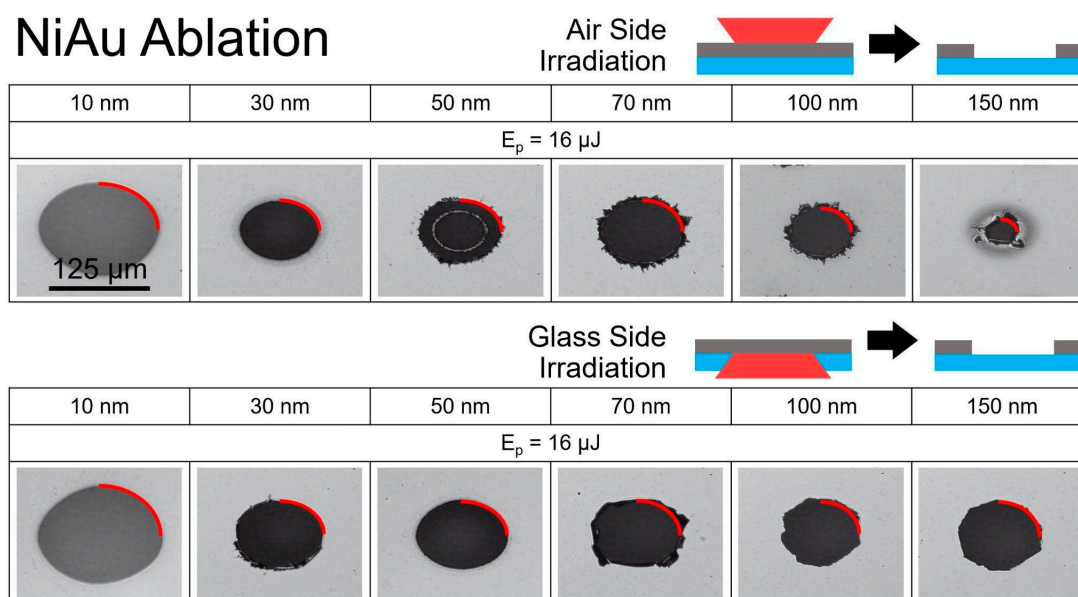 NiAu Ablation
Air Side
Irradiation
10 nm 30 nm 50 nm 70 nm 100 nm 150 nm
Eₚ = 16 µJ
125 µm
Glass Side
Irradiation
10 nm 30 nm 50 nm 70 nm 100 nm 150 nm
Eₚ = 16 µJ